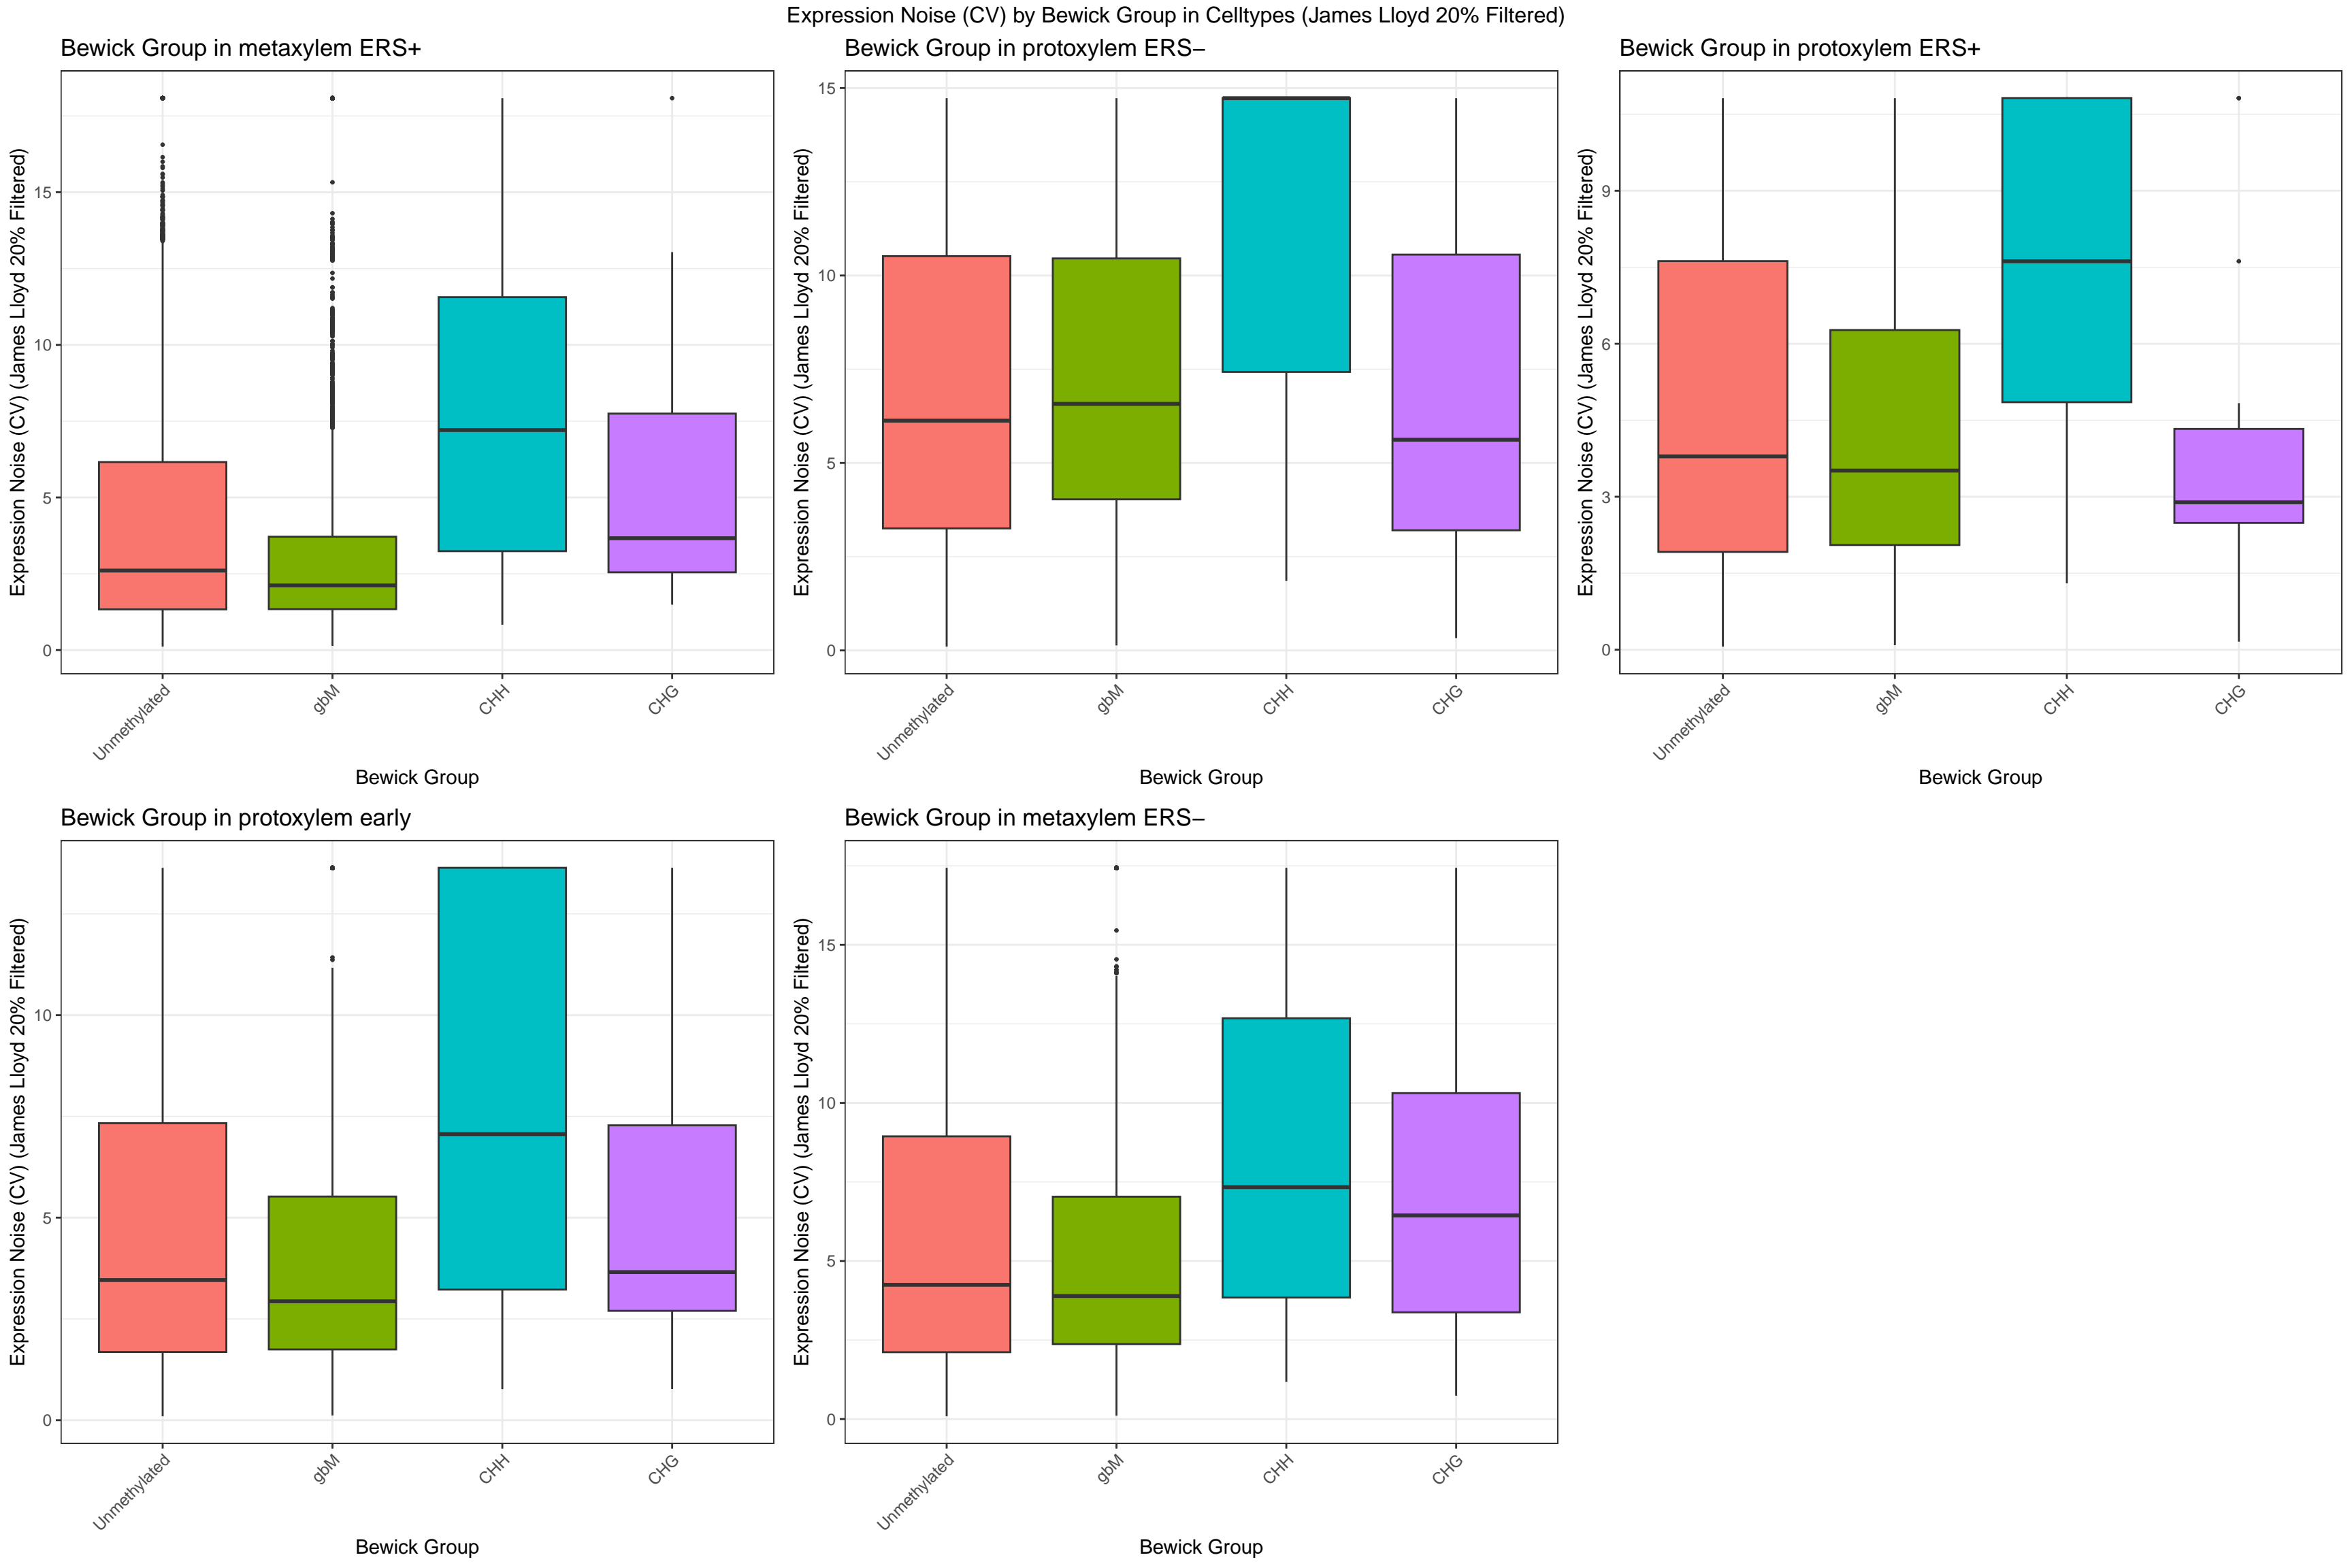 Expression Noise (CV) by Bewick Group in Celltypes (James Lloyd 20% Filtered)
Bewick Group in metaxylem ERS+
Expression Noise (CV) (James Lloyd 20% Filtered)
15
10
5
0
Unmethylated
gbM
CHH
CHG
Bewick Group
Bewick Group in protoxylem ERS–
Expression Noise (CV) (James Lloyd 20% Filtered)
15
10
5
0
Unmethylated
gbM
CHH
CHG
Bewick Group
Bewick Group in protoxylem ERS+
Expression Noise (CV) (James Lloyd 20% Filtered)
9
6
3
0
Unmethylated
gbM
CHH
CHG
Bewick Group
Bewick Group in protoxylem early
Expression Noise (CV) (James Lloyd 20% Filtered)
10
5
0
Unmethylated
gbM
CHH
CHG
Bewick Group
Bewick Group in metaxylem ERS–
Expression Noise (CV) (James Lloyd 20% Filtered)
15
10
5
0
Unmethylated
gbM
CHH
CHG
Bewick Group